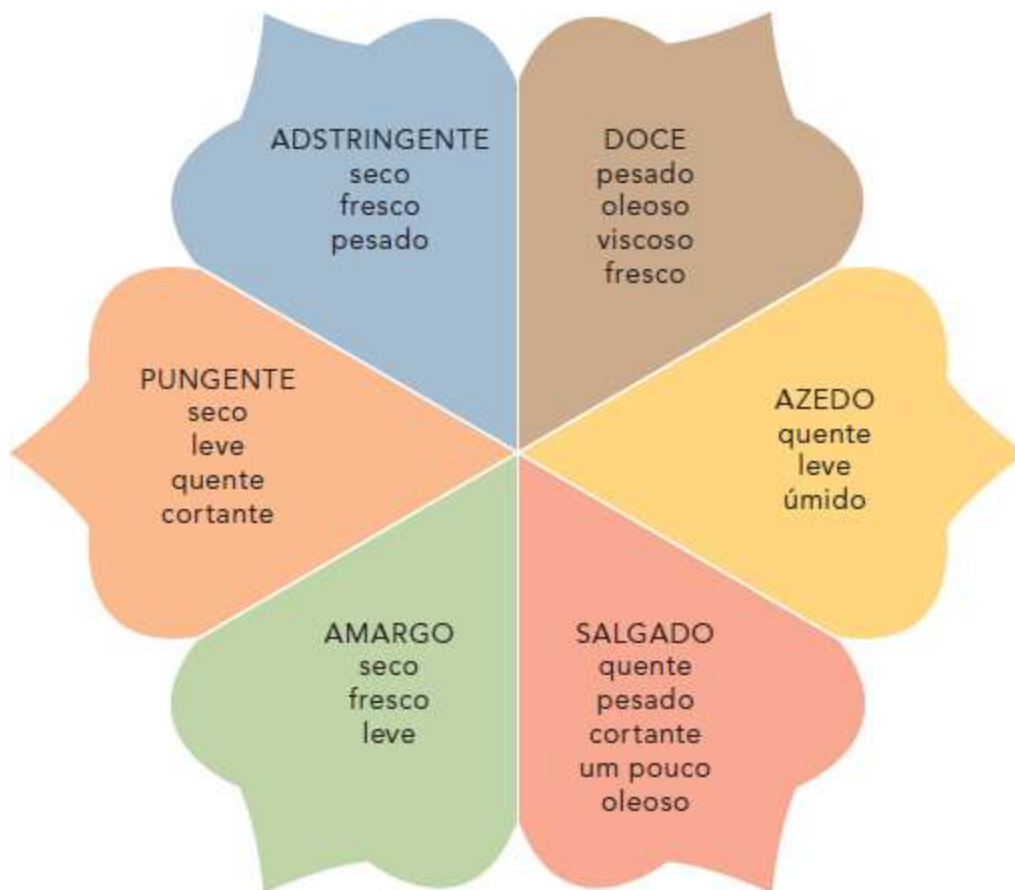 ADSTRINGENTE
seco
fresco
pesado
DOCE
pesado
oleoso
viscoso
fresco
PUNGENTE
seco
leve
quente
cortante
AZEDO
quente
leve
úmido
AMARGO
seco
fresco
leve
SALGADO
quente
pesado
cortante
um pouco
oleoso